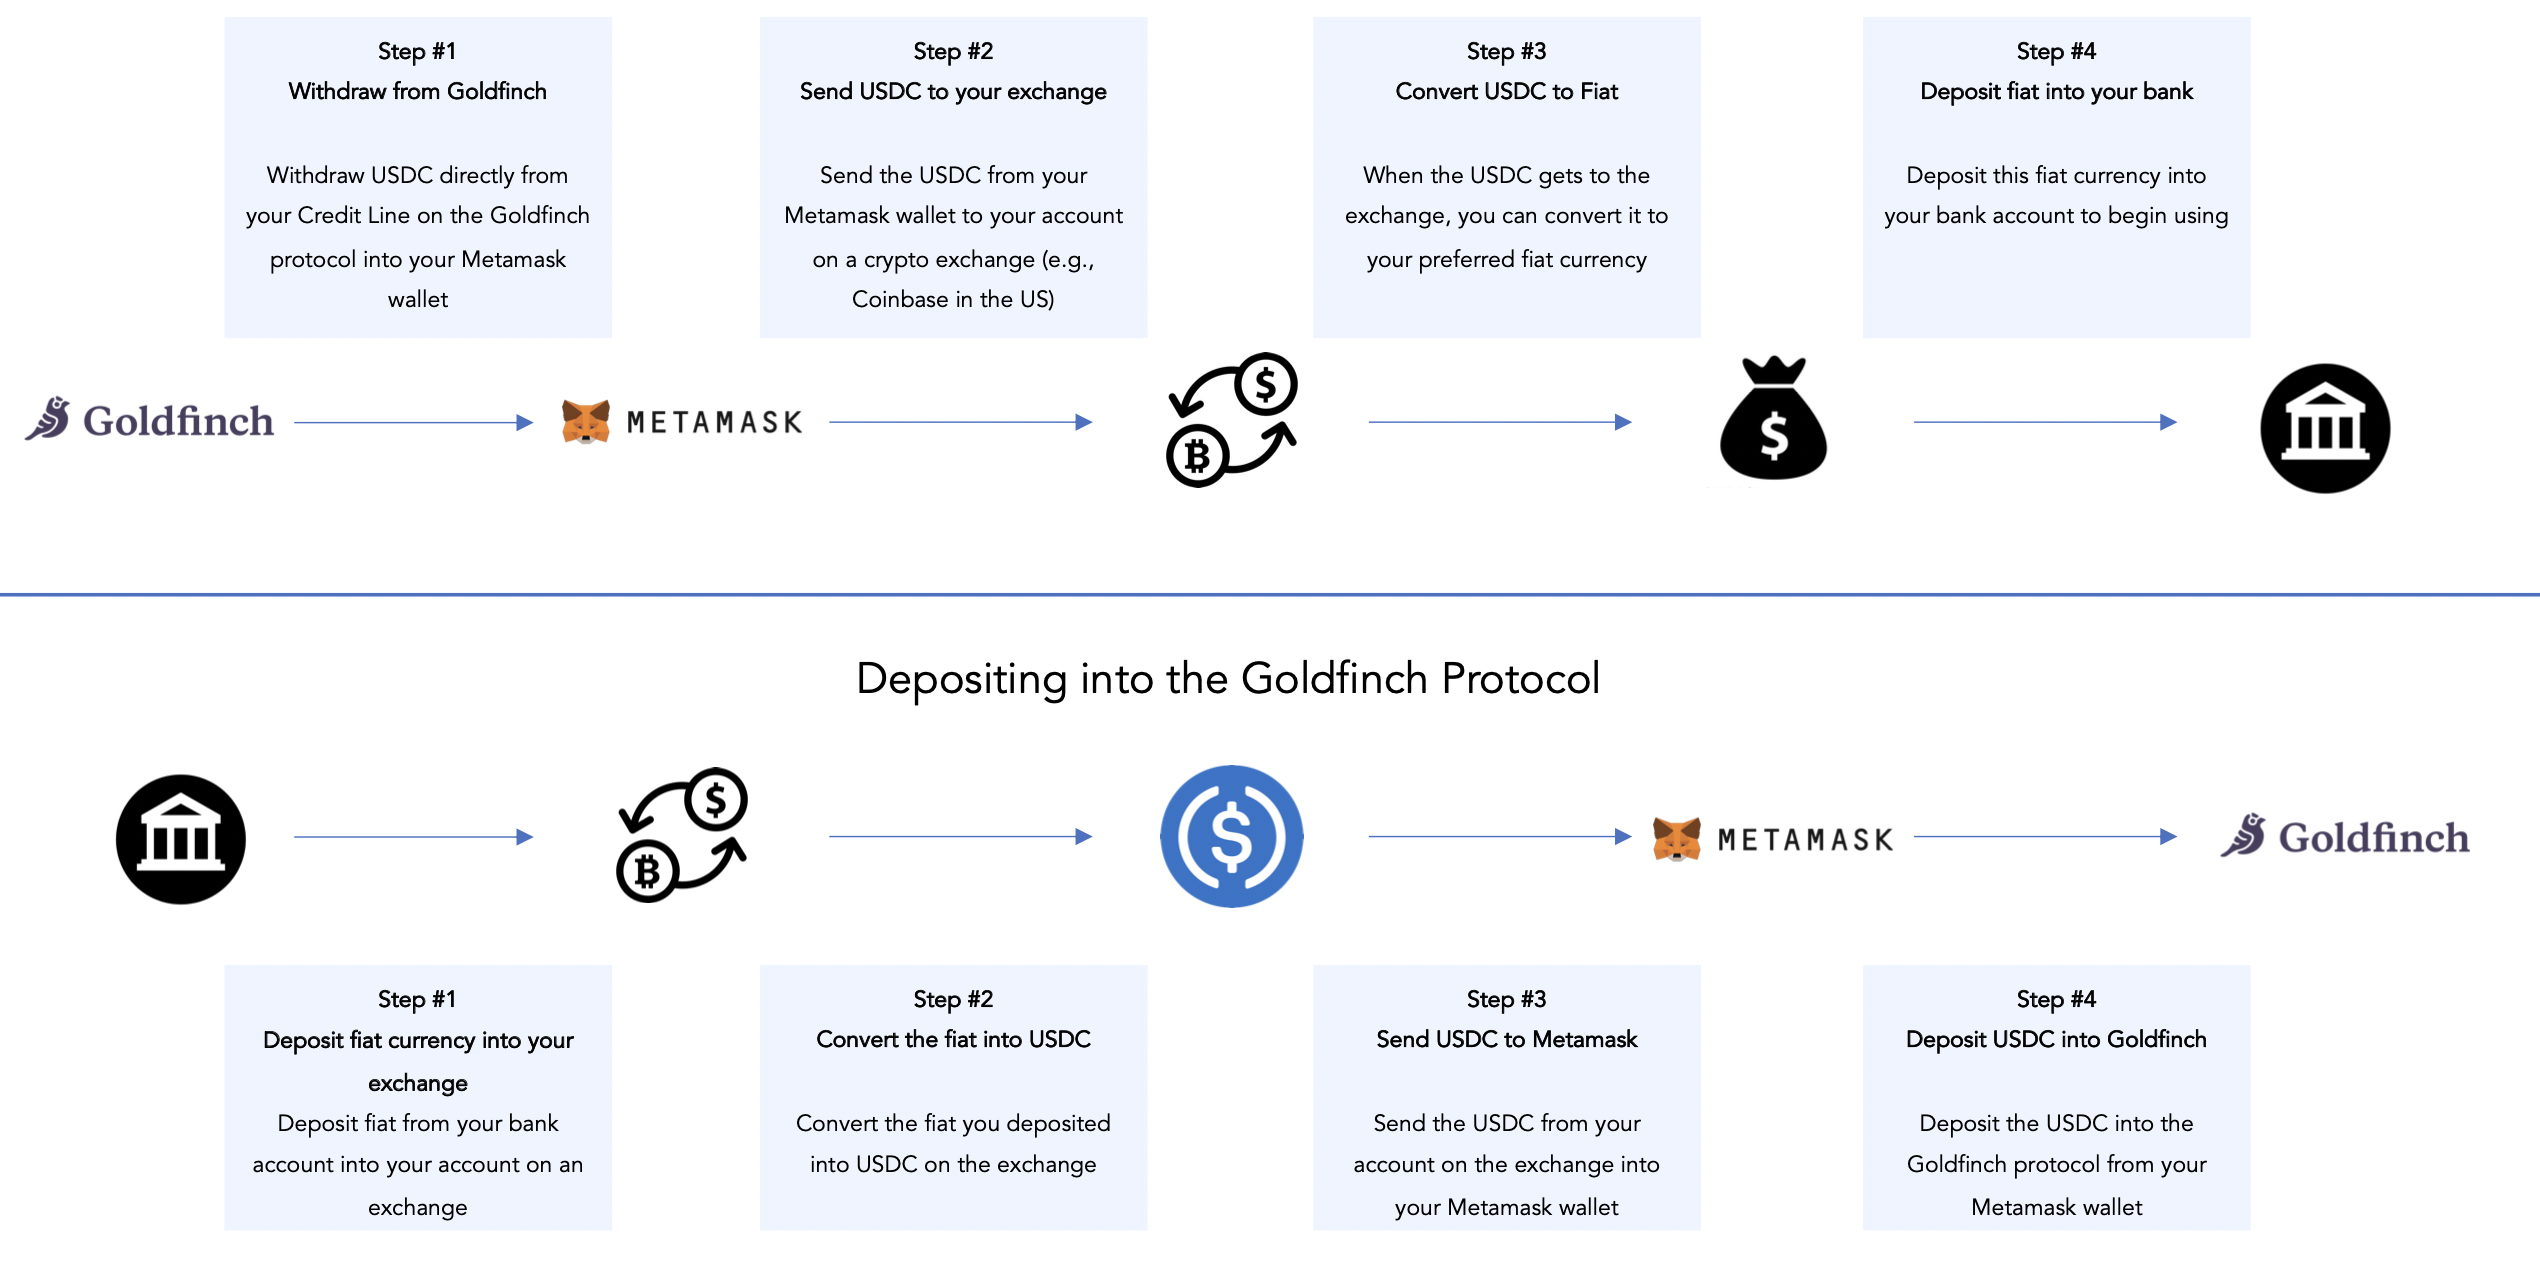 Step #1
Withdraw from Goldfinch
Withdraw USDC directly from
your Credit Line on the Goldfinch
protocol into your Metamask
wallet
Step #2
Send USDC to your exchange
Send the USDC from your
Metamask wallet to your account
on a crypto exchange (e.g.,
Coinbase in the US)
Step #3
Convert USDC to Fiat
When the USDC gets to the
exchange, you can convert it to
your preferred fiat currency
Step #4
Deposit fiat into your bank
Deposit this fiat currency into
your bank account to begin using
Goldfinch
METAMASK
Depositing into the Goldfinch Protocol
METAMASK
Goldfinch
Step #1
Deposit fiat currency into your
exchange
Deposit fiat from your bank
account into your account on an
exchange
Step #2
Convert the fiat into USDC
Convert the fiat you deposited
into USDC on the exchange
Step #3
Send USDC to Metamask
Send the USDC from your
account on the exchange into
your Metamask wallet
Step #4
Deposit USDC into Goldfinch
Deposit the USDC into the
Goldfinch protocol from your
Metamask wallet